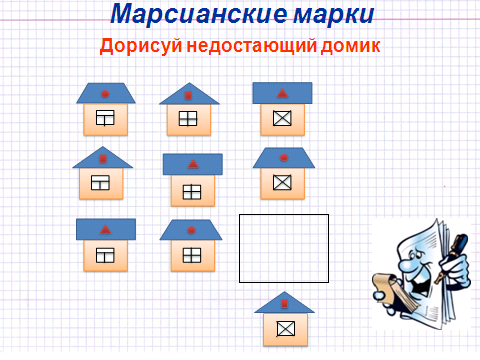 Марсианские марки
Дорисуй недостающий домик